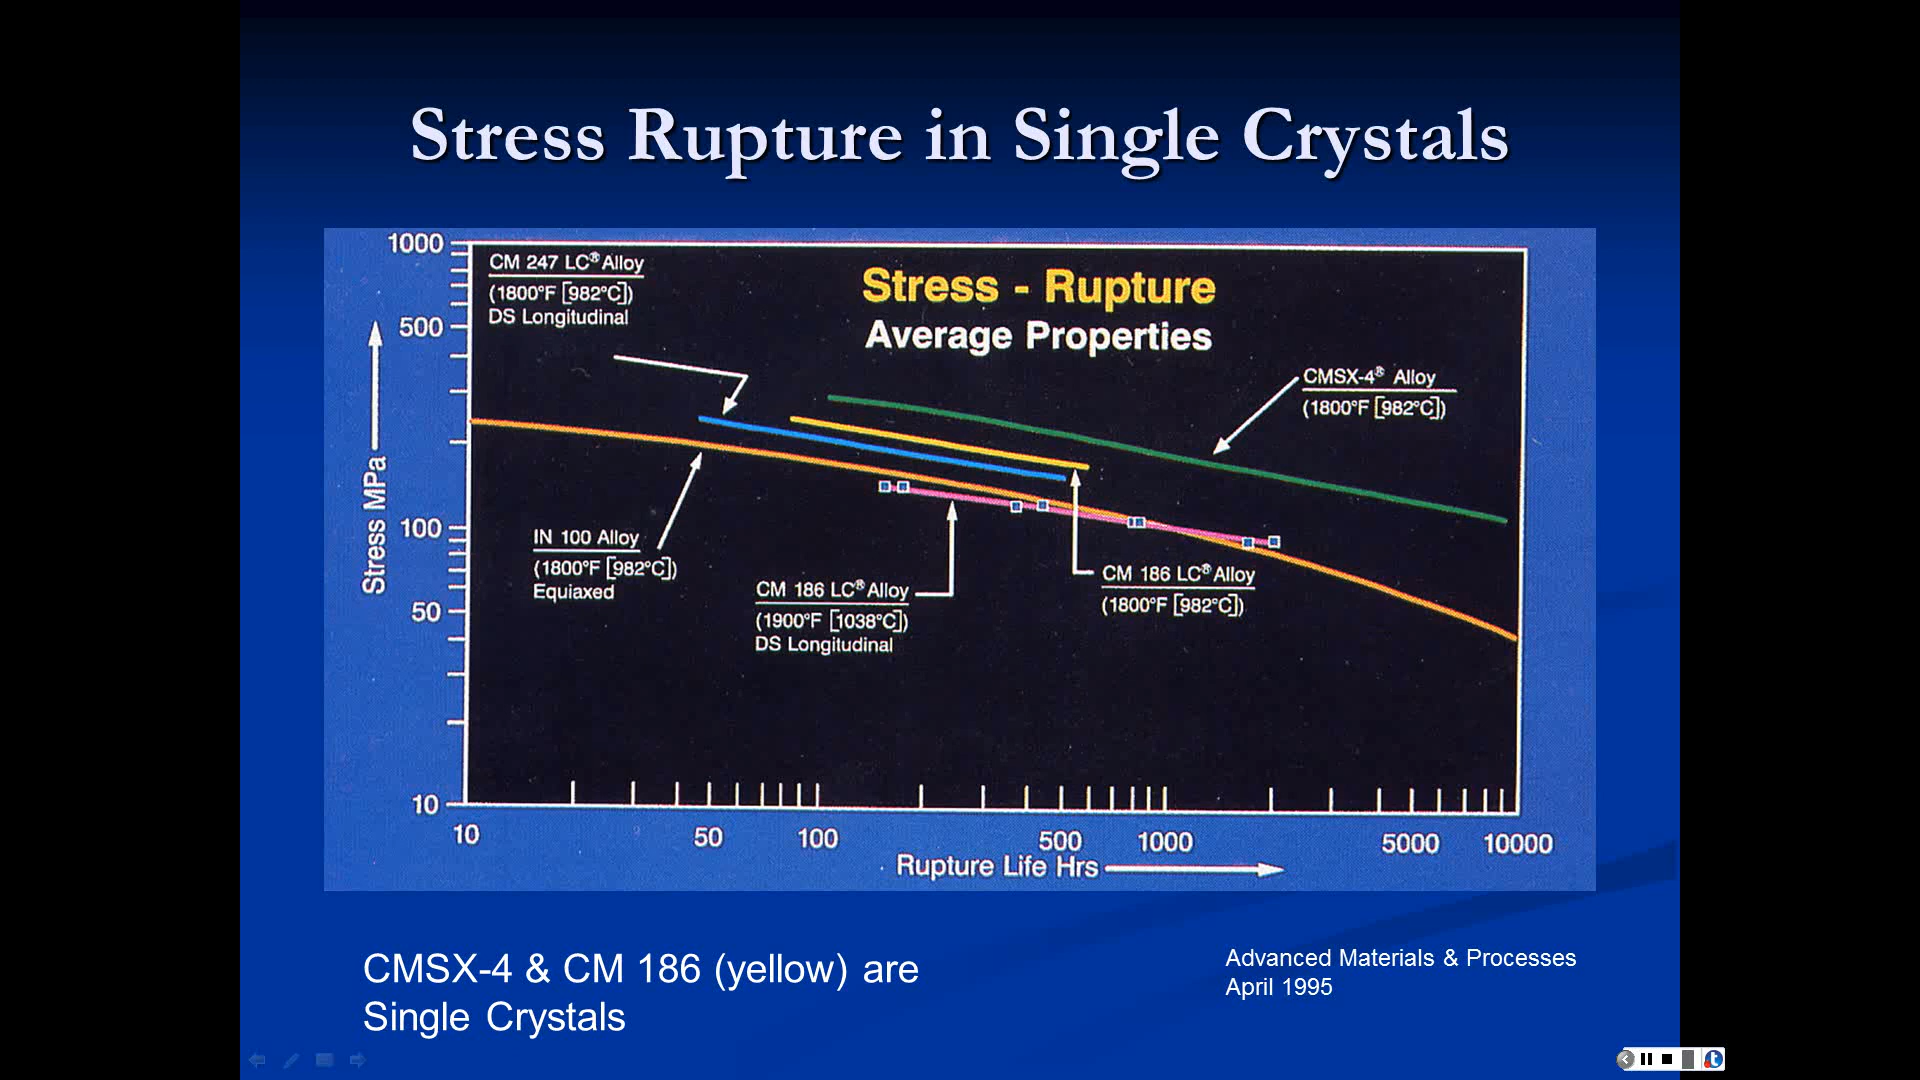 Stress Rupture in Single Crystals
1000
500
100
50
10
Stress MPa
CM 247 LC® Alloy
(1800°F [982°C])
DS Longitudinal
Stress - Rupture
Average Properties
CMSX-4® Alloy
(1800°F [982°C])
IN 100 Alloy
(1800°F [982°C])
Equiaxed
CM 186 LC® Alloy
(1900°F [1038°C])
DS Longitudinal
CM 186 LC® Alloy
(1800°F [982°C])
10 50 100 500 1000 5000 10000
Rupture Life Hrs
CMSX-4 & CM 186 (yellow) are
Single Crystals
Advanced Materials & Processes
April 1995
t